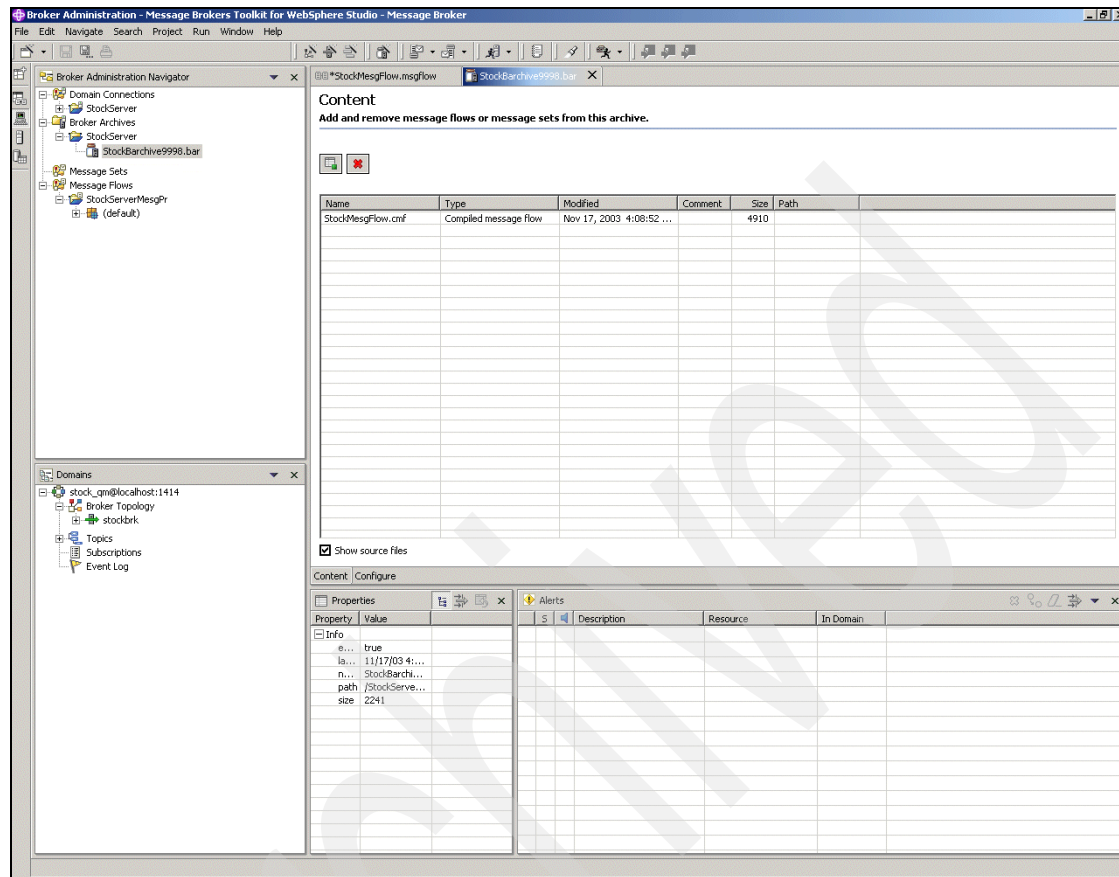 Broker Administration - Message Brokers Toolkit for WebSphere Studio - Message Broker
File Edit Navigate Search Project Run Window Help
Broker Administration Navigator
Domain Connections
StockServer
Broker Archives
StockServer
StockBarchive9998.bar
Message Sets
Message Flows
StockServerMesgPr
(default)
Domains
stock_qm@localhost:1414
Broker Topology
stockbrk
Topics
Subscriptions
Event Log
*StockMesgFlow.msgflow StockBarchive9998.bar
Content
Add and remove message flows or message sets from this archive.
Name Type Modified Comment Size Path
StockMesgFlow.cmf Compiled message flow Nov 17, 2003 4:08:52 ... 4910
Show source files
Content Configure
Properties
Property Value
Info
e... true
la... 11/17/03 4:...
n... StockBarchi...
path /StockServe...
size 2241
Alerts
S Description Resource In Domain